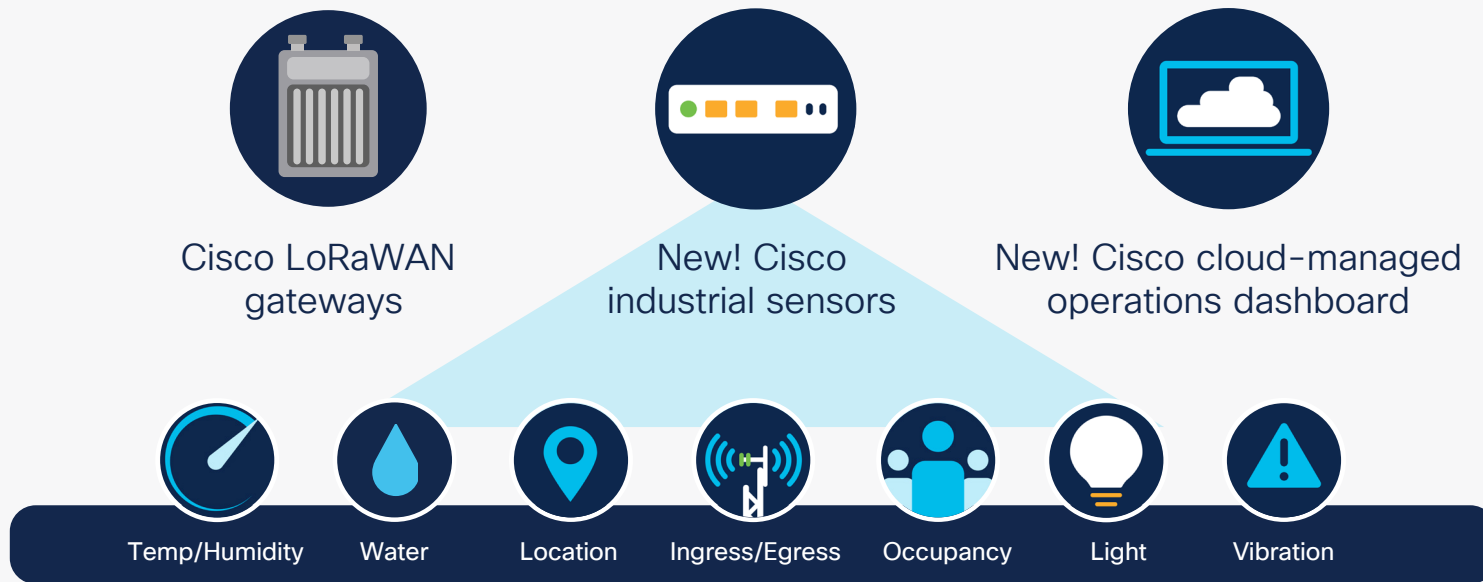 Cisco LoRaWAN
gateways
New! Cisco
industrial sensors
New! Cisco cloud-managed
operations dashboard
Temp/Humidity
Water
Location
Ingress/Egress
Occupancy
Light
Vibration